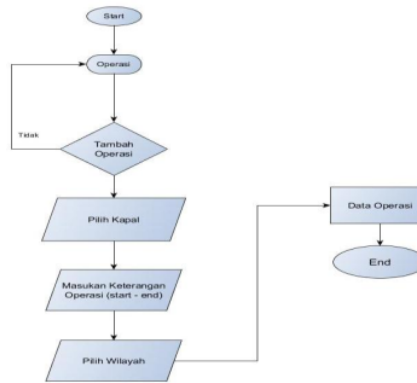 Start
Operasi
Tidak
Tambah
Operasi
Pilih Kapal
Masukan Keterangan
Operasi (start - end)
Pilih Wilayah
Data Operasi
End